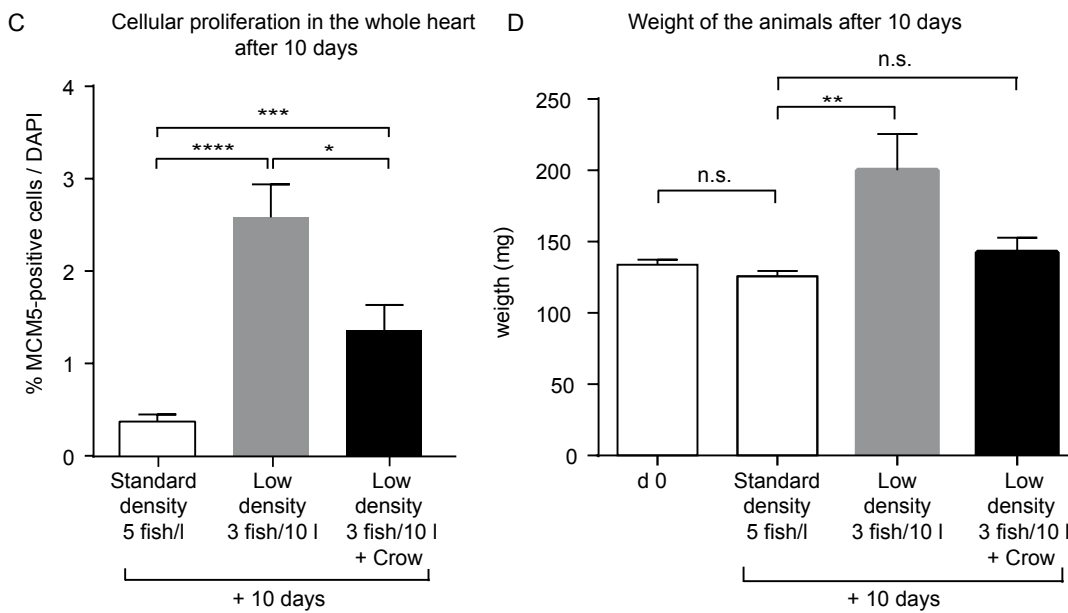 C
Cellular proliferation in the whole heart
after 10 days
% MCM5-positive cells / DAPI
4
3
2
1
0
***
****
*
Standard
density
5 fish/l
Low
density
3 fish/10 l
Low
density
3 fish/10 l
+ Crow
+ 10 days
D
Weight of the animals after 10 days
weigth (mg)
250
200
150
100
50
0
n.s.
**
n.s.
d 0
Standard
density
5 fish/l
Low
density
3 fish/10 l
Low
density
3 fish/10 l
+ Crow
+ 10 days